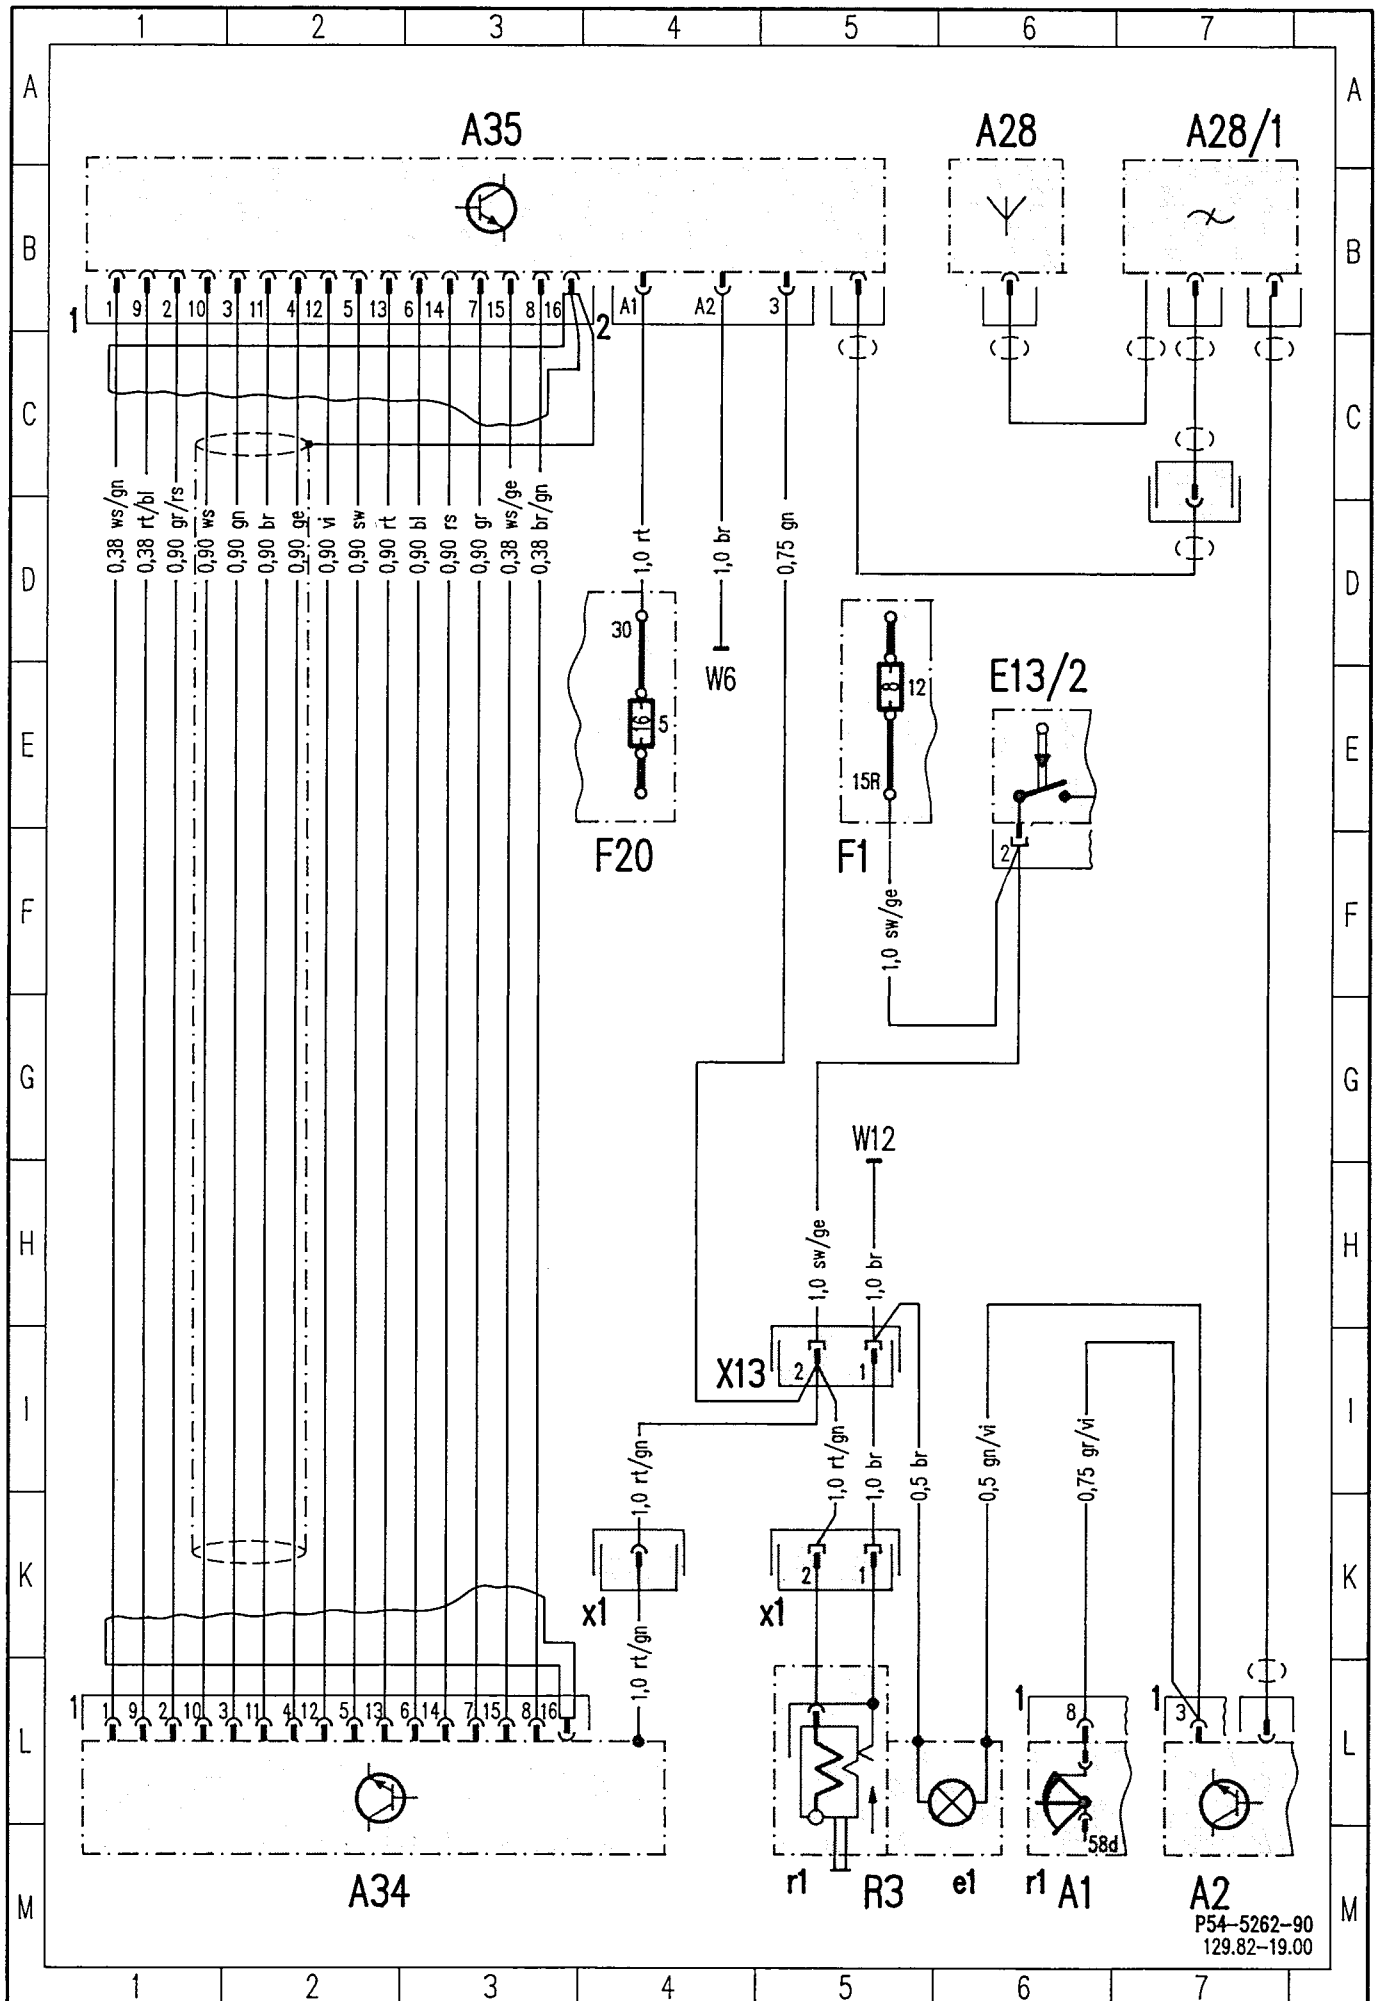 1 2 3 4 5 6 7
A A
A35 A28 A28/1
B B
1 9 2 10 3 11 4 12 5 13 6 14 7 15 8 16 A1 A2 3
1 2
C C
0,38 ws/gn
0,38 rt/bl
0,90 gr/rs
0,90 ws
0,90 gn
0,90 br
0,90 ge
0,90 vi
0,90 sw
0,90 rt
0,90 bl
0,90 rs
0,90 gr
0,38 ws/ge
0,38 br/gn
1,0 rt
1,0 br
0,75 gn
D D
30
W6
8 12
E13/2
E E
16 5
15R
F20 F1 2
F F
1,0 sw/ge
G G
W12
H H
1,0 sw/ge
1,0 br
X13 2 1
I I
1,0 rt/gn
1,0 rt/gn
1,0 br
0,5 br
0,5 gn/vi
0,75 gr/vi
K K
2 1
x1 x1
1,0 rt/gn
1 1 9 2 10 3 11 4 12 5 13 6 14 7 15 8 16
1 8 1 3
L L
58d
r1 R3 e1 r1 A1 A2
A34
M M
P54-5262-90
129.82-19.00
1 2 3 4 5 6 7